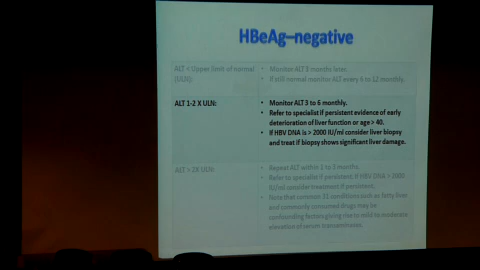 HBeAg–negative
ALT < Upper limit of normal
(ULN):
• Monitor ALT 3 months later.
• If still normal monitor ALT every 6 to 12 monthly.
ALT 1-2 X ULN:
• Monitor ALT 3 to 6 monthly.
• Refer to specialist if persistent evidence of early
deterioration of liver function or age > 40.
• If HBV DNA is > 2000 IU/ml consider liver biopsy
and treat if biopsy shows significant liver damage.
ALT > 2X ULN:
• Repeat ALT within 1 to 3 months.
• Refer to specialist if persistent. If HBV DNA > 2000
IU/ml consider treatment if persistent.
• Note that common conditions such as fatty liver
and commonly consumed drugs may be
confounding factors giving rise to mild to moderate
elevation of serum transaminases.